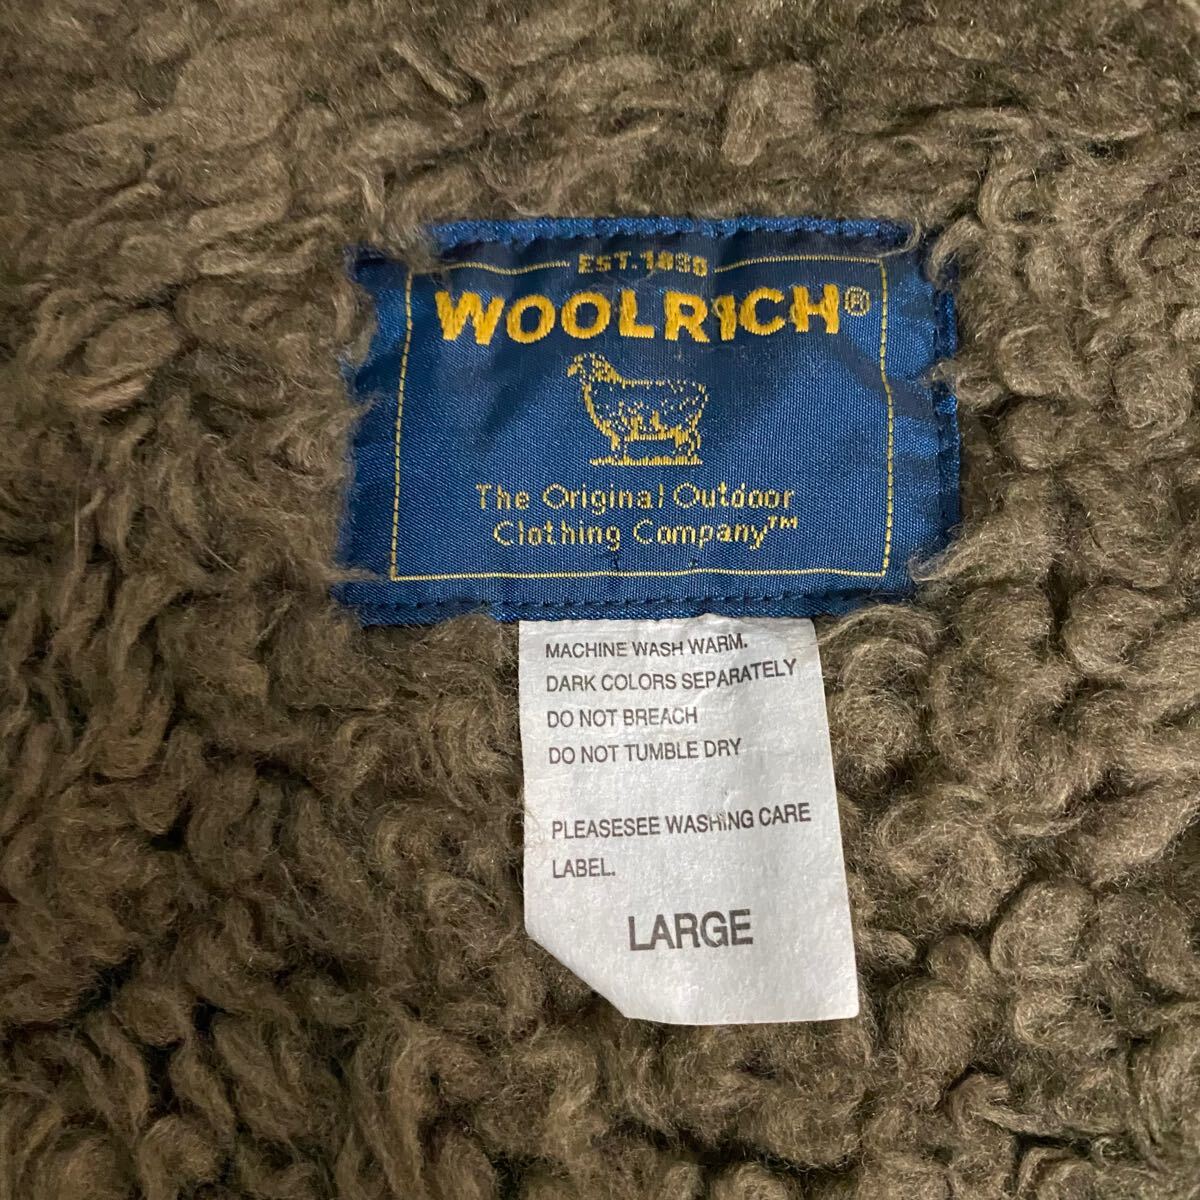 EST. 1830
WOOLRICH®
The Original Outdoor
Clothing Company™
MACHINE WASH WARM.
DARK COLORS SEPARATELY
DO NOT BREACH
DO NOT TUMBLE DRY
PLEASESEE WASHING CARE
LABEL.
LARGE